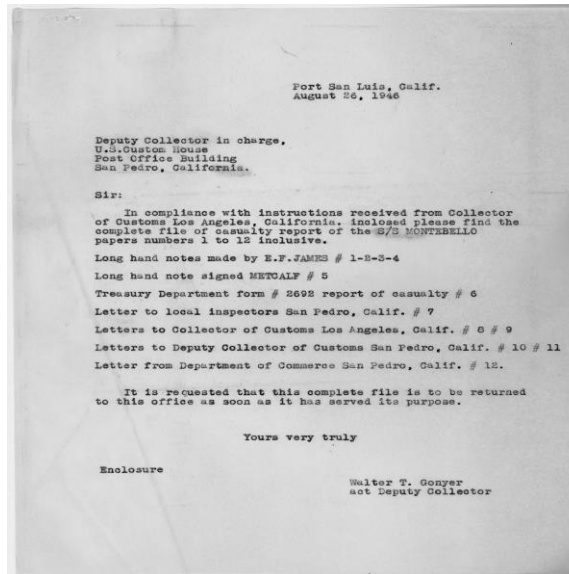 Port San Luis, Calif.
August 26, 1946
Deputy Collector in charge,
U.S.Custom House
Post Office Building
San Pedro, California.
Sir:
In compliance with instructions received from Collector
of Customs Los Angeles, California. inclosed please find the
complete file of casualty report of the S/S MONTEBELLO
papers numbers 1 to 12 inclusive.
Long hand notes made by E.F.JAMES # 1-2-3-4
Long hand note signed METCALF # 5
Treasury Department form # 2692 report of casualty # 6
Letter to local inspectors San Pedro, Calif. # 7
Letters to Collector of Customs Los Angeles, Calif. # 8 # 9
Letters to Deputy Collector of Customs San Pedro, Calif. # 10 # 11
Letter from Department of Commerce San Pedro, Calif. # 12.
It is requested that this complete file is to be returned
to this office as soon as it has served its purpose.
Yours very truly
Enclosure
Walter T. Gonyer
act Deputy Collector